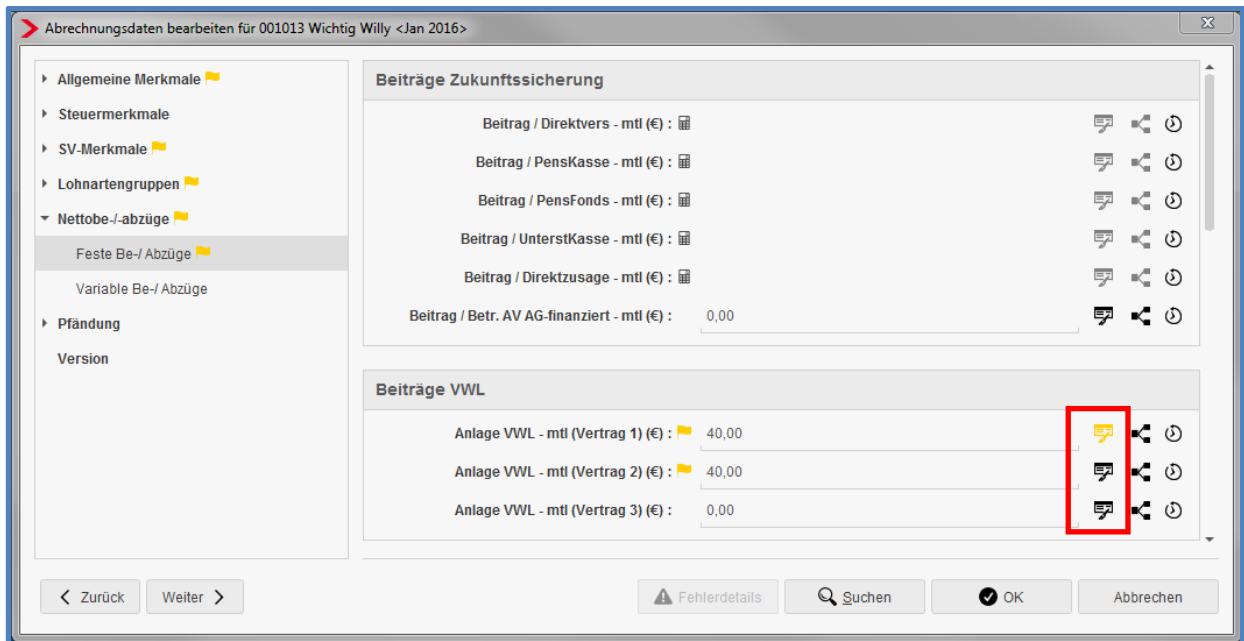 Abrechnungsdaten bearbeiten für 001013 Wichtig Willy <Jan 2016>
Allgemeine Merkmale
Steuermerkmale
SV-Merkmale
Lohnartengruppen
Nettobe-/-abzüge
Feste Be-/ Abzüge
Variable Be-/ Abzüge
Pfändung
Version
Beiträge Zukunftssicherung
Beitrag / Direktvers - mtl (€) :
Beitrag / PensKasse - mtl (€) :
Beitrag / PensFonds - mtl (€) :
Beitrag / UnterstKasse - mtl (€) :
Beitrag / Direktzusage - mtl (€) :
Beitrag / Betr. AV AG-finanziert - mtl (€) : 0,00
Beiträge VWL
Anlage VWL - mtl (Vertrag 1) (€) : 40,00
Anlage VWL - mtl (Vertrag 2) (€) : 40,00
Anlage VWL - mtl (Vertrag 3) (€) : 0,00
Zurück Weiter Fehlerdetails Suchen OK Abbrechen